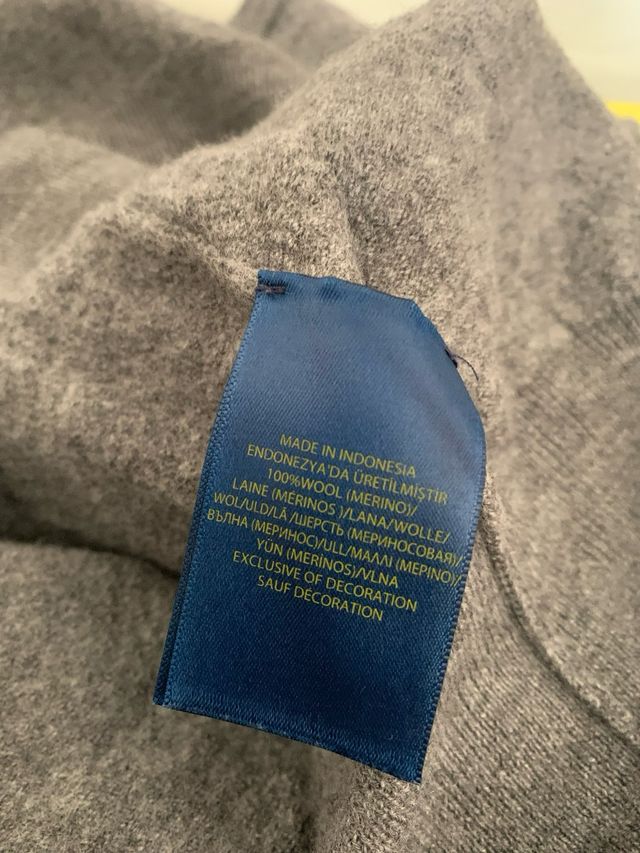 MADE IN INDONESIA
ENDONEZYA'DA ÜRETİLMİŞTİR
100%WOOL (MERINO)/
LAINE (MÉRINOS )/LANA/WOLLE/
WOL/ULD/LÃ /ШЕРСТЬ (МЕРИНОСОВАЯ)/
ВЪЛНА (МЕРИНОС)/ULL/ΜΑΛΛΙ (ΜΕΡΙΝΟ)/
YÜN (MERİNOS)/VLNA
EXCLUSIVE OF DECORATION
SAUF DÉCORATION